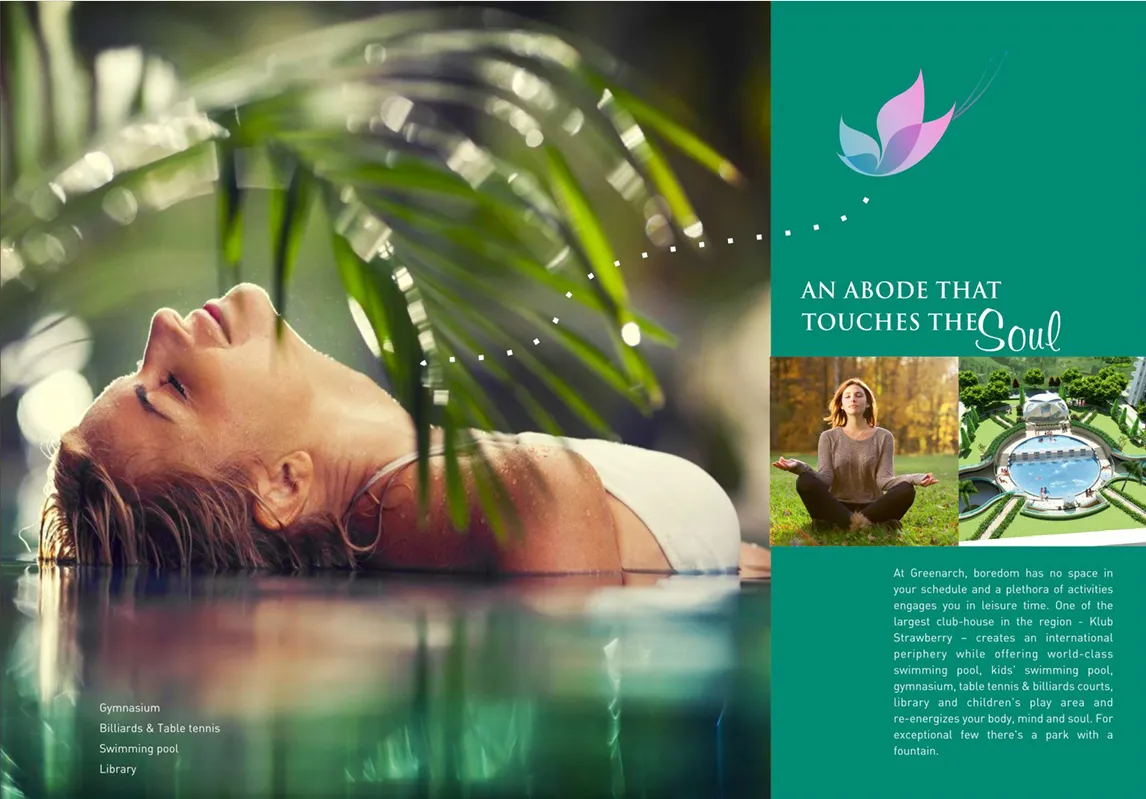 AN ABODE THAT
TOUCHES THE Soul
At Greenarch, boredom has no space in
your schedule and a plethora of activities
engages you in leisure time. One of the
largest club-house in the region - Klub
Strawberry – creates an international
periphery while offering world-class
swimming pool, kids' swimming pool,
gymnasium, table tennis & billiards courts,
library and children's play area and
re-energizes your body, mind and soul. For
exceptional few there's a park with a
fountain.
Gymnasium
Billiards & Table tennis
Swimming pool
Library